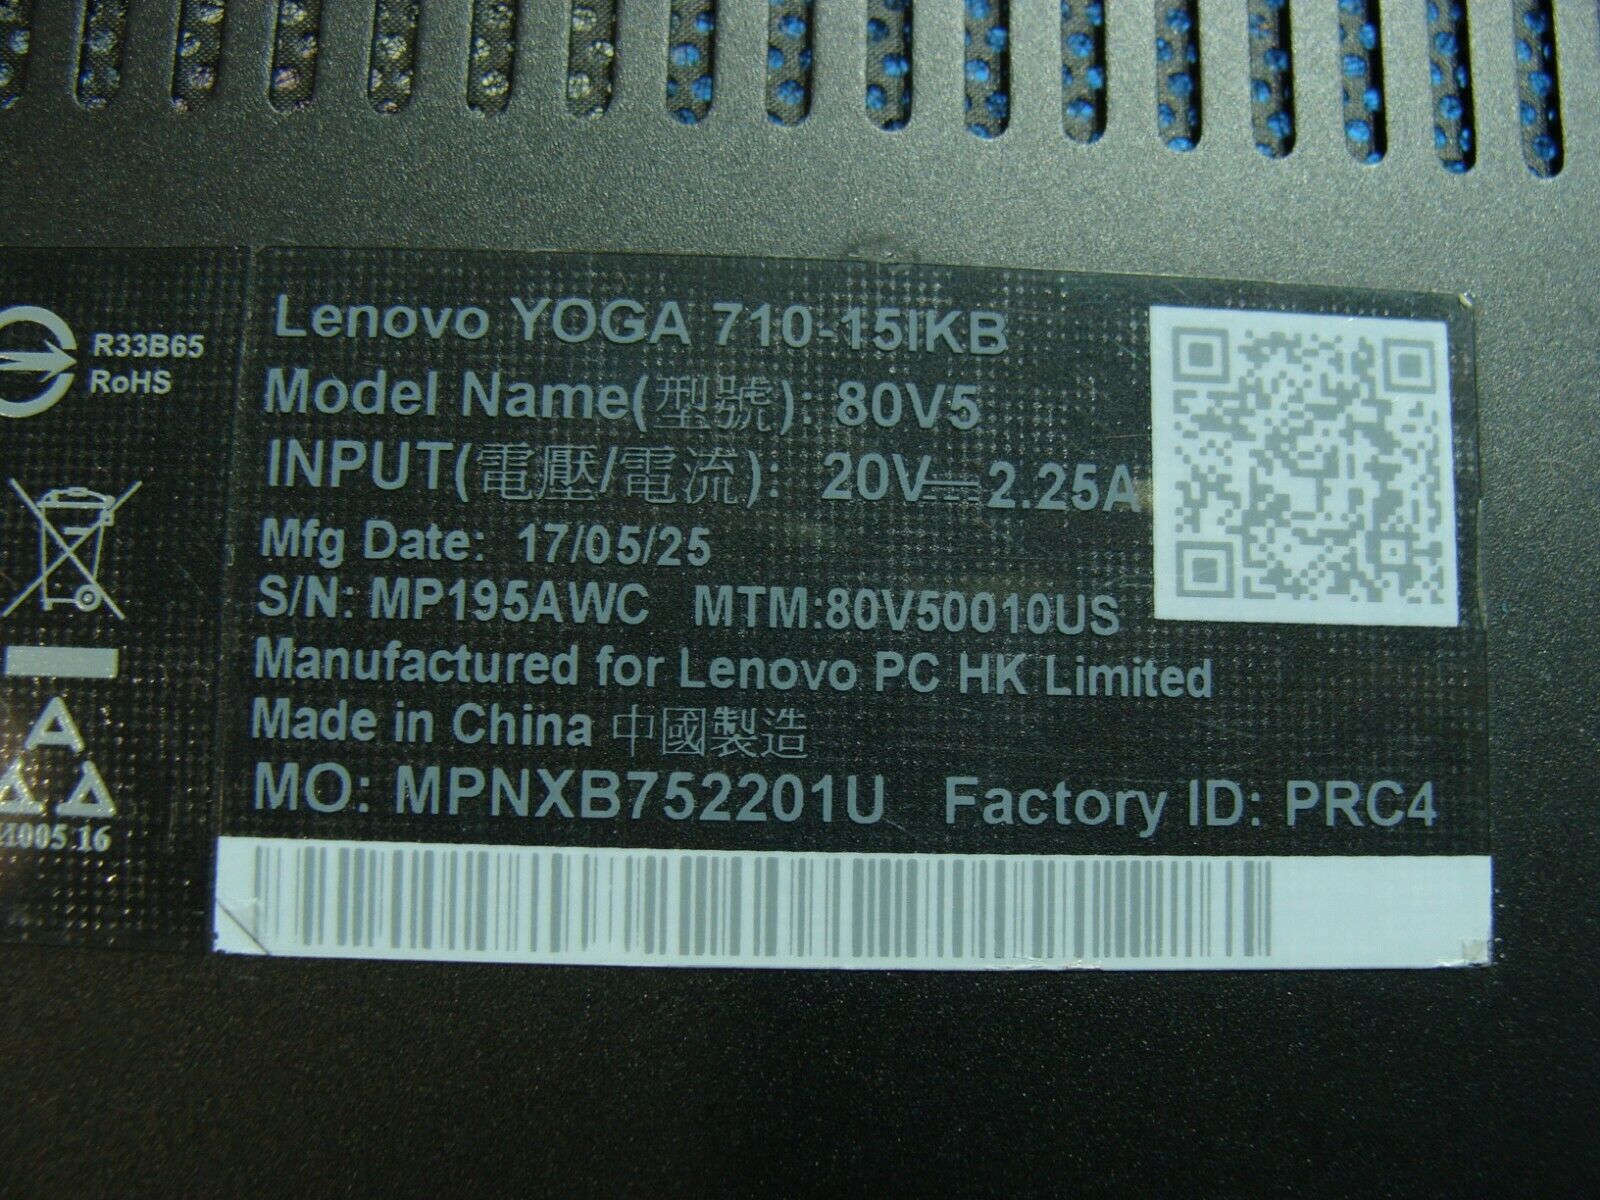 R33B65
RoHS
Lenovo YOGA 710-15IKB
Model Name(型號): 80V5
INPUT(電壓/電流): 20V⎓2.25A
Mfg Date: 17/05/25
S/N: MP195AWC MTM:80V50010US
Manufactured for Lenovo PC HK Limited
Made in China 中國製造
MO: MPNXB752201U Factory ID: PRC4